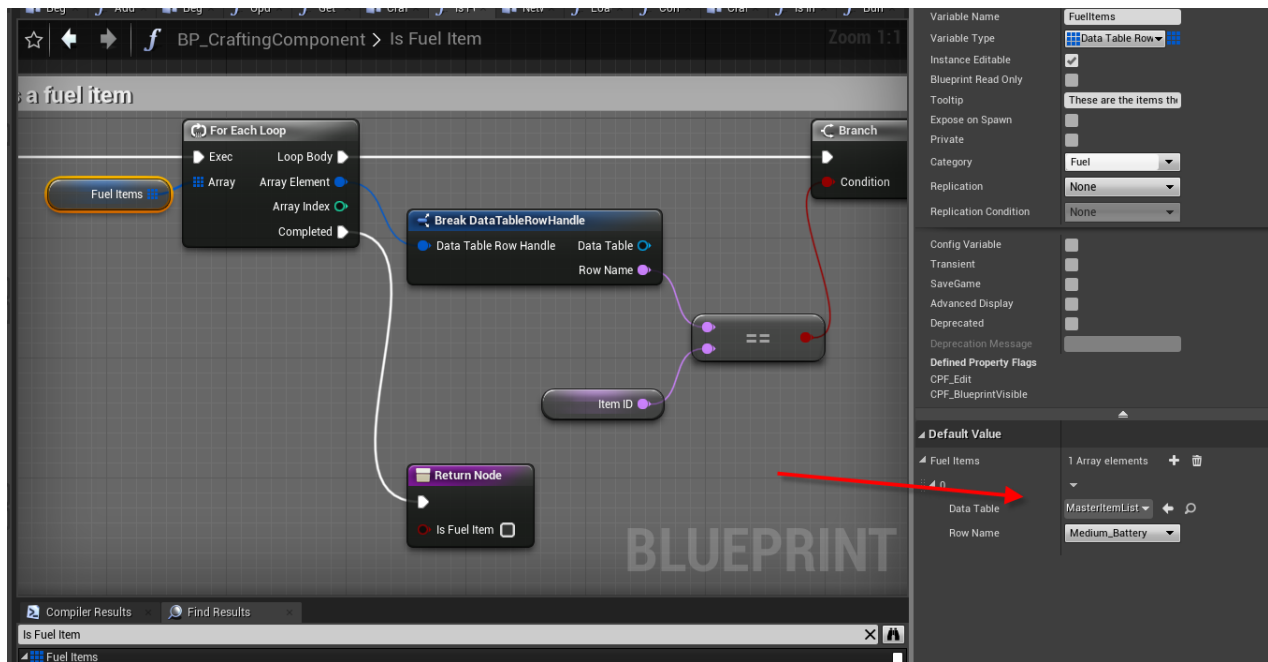 BP_CraftingComponent > Is Fuel Item
Zoom 1:1
a fuel item
For Each Loop
Exec Loop Body
Array Array Element
Array Index
Completed
Fuel Items
Branch
Condition
Break DataTableRowHandle
Data Table Row Handle Data Table
Row Name
==
Item ID
Return Node
Is Fuel Item
BLUEPRINT
Compiler Results
Find Results
Is Fuel Item
Fuel Items
Variable Name FuelItems
Variable Type Data Table Row
Instance Editable
Blueprint Read Only
Tooltip These are the items the
Expose on Spawn
Private
Category Fuel
Replication None
Replication Condition None
Config Variable
Transient
SaveGame
Advanced Display
Deprecated
Deprecation Message
Defined Property Flags
CPF_Edit
CPF_BlueprintVisible
Default Value
Fuel Items 1 Array elements
0
Data Table MasterItemList
Row Name Medium_Battery